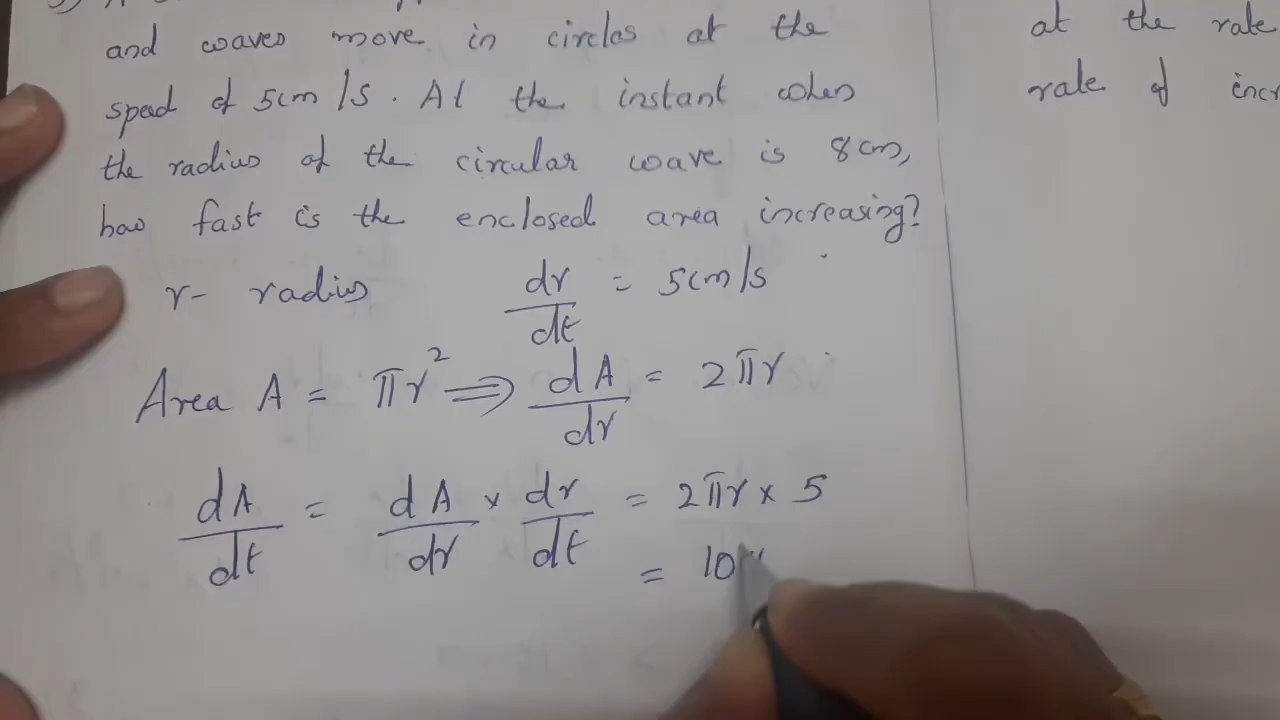 and waves move in circles at the
speed of 5cm/s. At the instant when
the radius of the circular wave is 8cm,
how fast is the enclosed area increasing?
r- radius dr/dt = 5cm/s
Area A = πr² ⟹ dA/dr = 2πr
dA/dt = dA/dr × dr/dt = 2πr × 5
= 10
at the rate
rate of incr